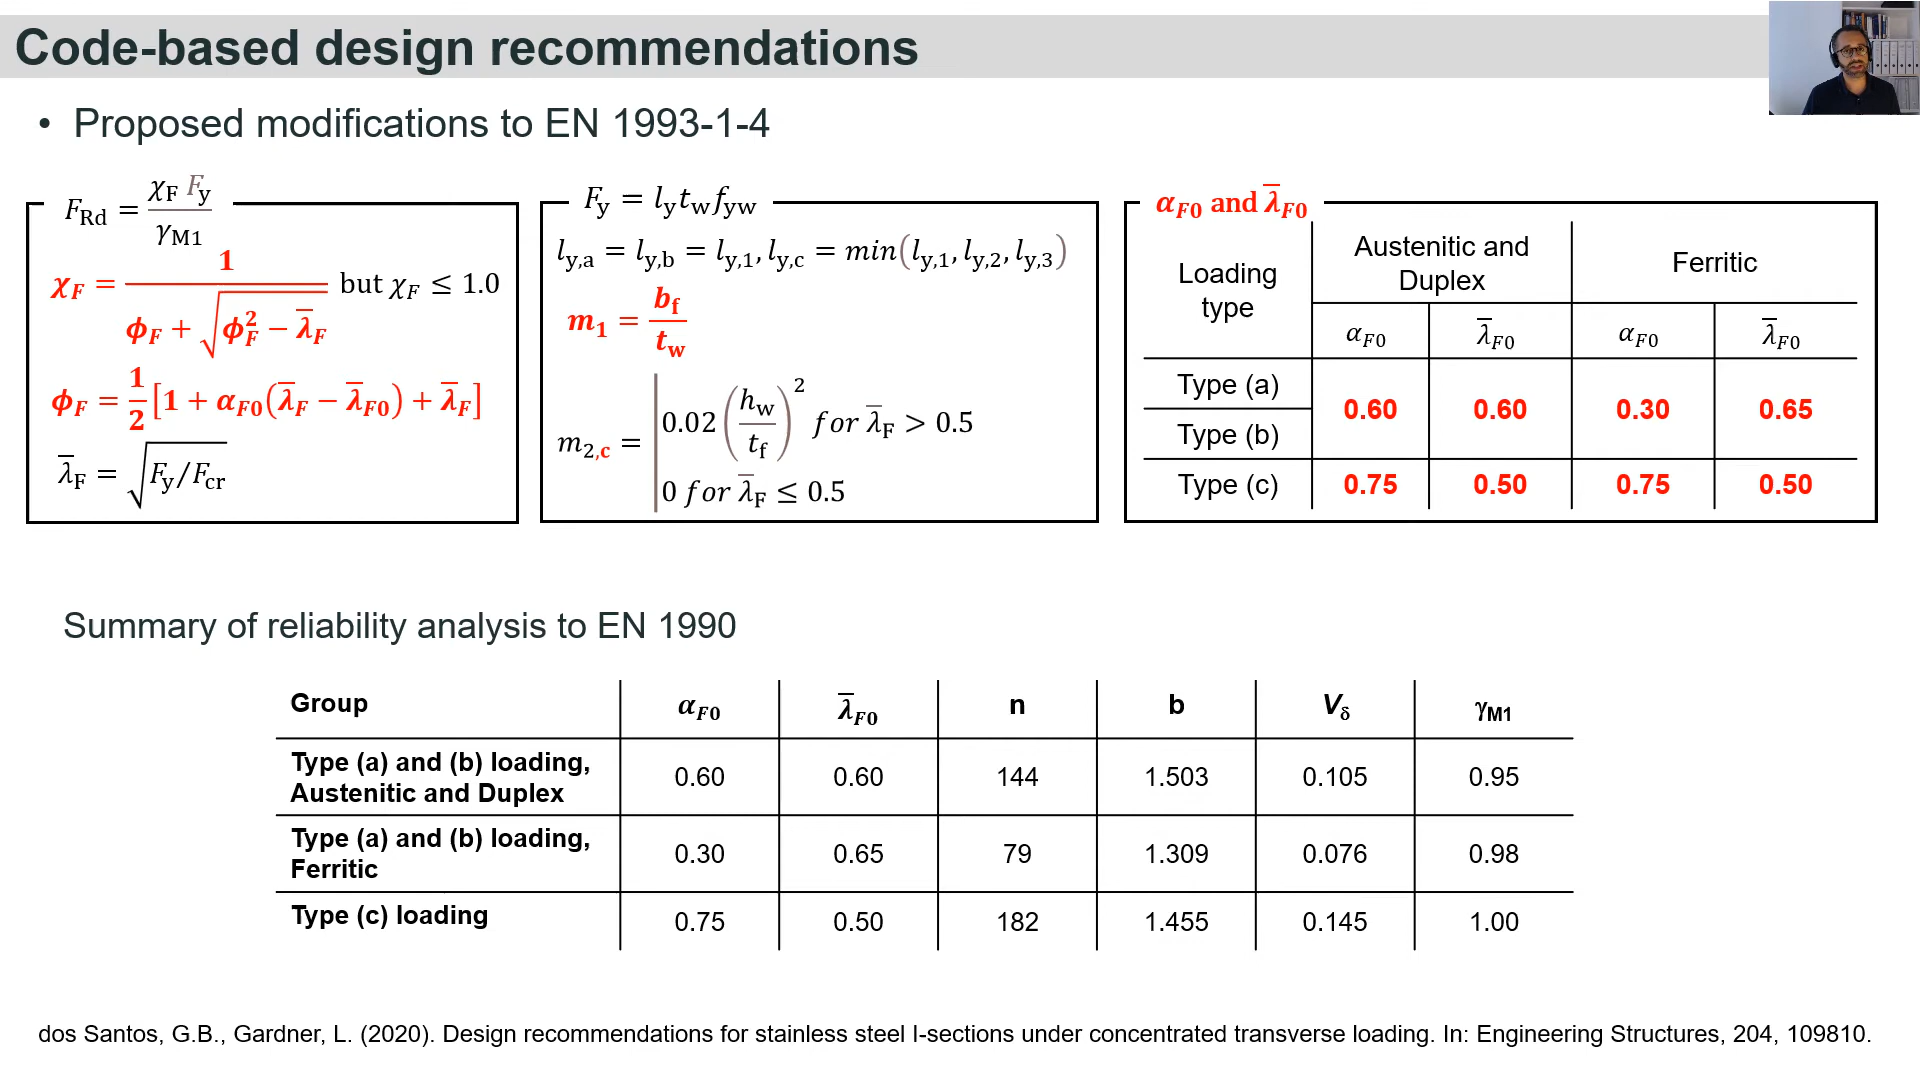 Code-based design recommendations
• Proposed modifications to EN 1993-1-4
F_Rd = χ_F F_y / γ_M1
χ_F = 1 / (ϕ_F + √(ϕ_F² − λ̅_F)) but χ_F ≤ 1.0
ϕ_F = 1/2 [1 + α_F0(λ̅_F − λ̅_F0) + λ̅_F]
λ̅_F = √(F_y/F_cr)
F_y = l_y t_w f_yw
l_y,a = l_y,b = l_y,1, l_y,c = min(l_y,1, l_y,2, l_y,3)
m_1 = b_f / t_w
m_2,c = | 0.02 (h_w / t_f)² for λ̅_F > 0.5
0 for λ̅_F ≤ 0.5
α_F0 and λ̅_F0
Loading type | Austenitic and Duplex | Ferritic
α_F0 | λ̅_F0 | α_F0 | λ̅_F0
Type (a)
0.60 | 0.60 | 0.30 | 0.65
Type (b)
Type (c) | 0.75 | 0.50 | 0.75 | 0.50
Summary of reliability analysis to EN 1990
Group | α_F0 | λ̅_F0 | n | b | V_δ | γ_M1
Type (a) and (b) loading,
Austenitic and Duplex | 0.60 | 0.60 | 144 | 1.503 | 0.105 | 0.95
Type (a) and (b) loading,
Ferritic | 0.30 | 0.65 | 79 | 1.309 | 0.076 | 0.98
Type (c) loading | 0.75 | 0.50 | 182 | 1.455 | 0.145 | 1.00
dos Santos, G.B., Gardner, L. (2020). Design recommendations for stainless steel I-sections under concentrated transverse loading. In: Engineering Structures, 204, 109810.